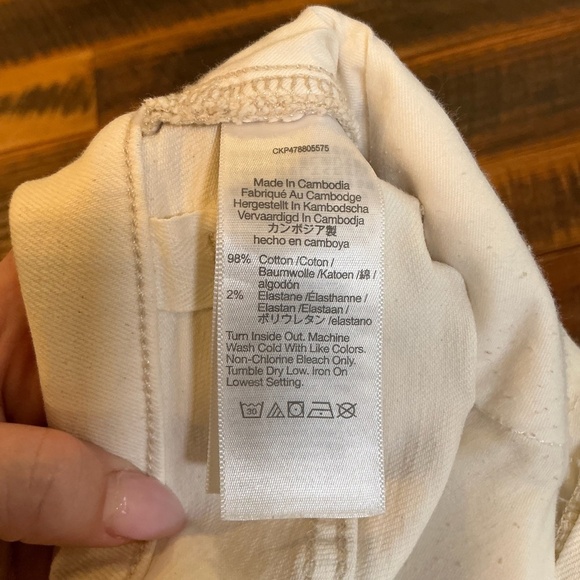 CKP478805575
Made In Cambodia
Fabriqué Au Cambodge
Hergestellt In Kambodscha
Vervaardigd In Cambodja
カンボジア製
hecho en camboya
98% Cotton /Coton/
Baumwolle /Katoen /綿 /
algodón
2% Elastane /Élasthanne /
Elastan /Elastaan/
ポリウレタン /elastano
Turn Inside Out. Machine
Wash Cold With Like Colors.
Non-Chlorine Bleach Only.
Tumble Dry Low. Iron On
Lowest Setting.
30